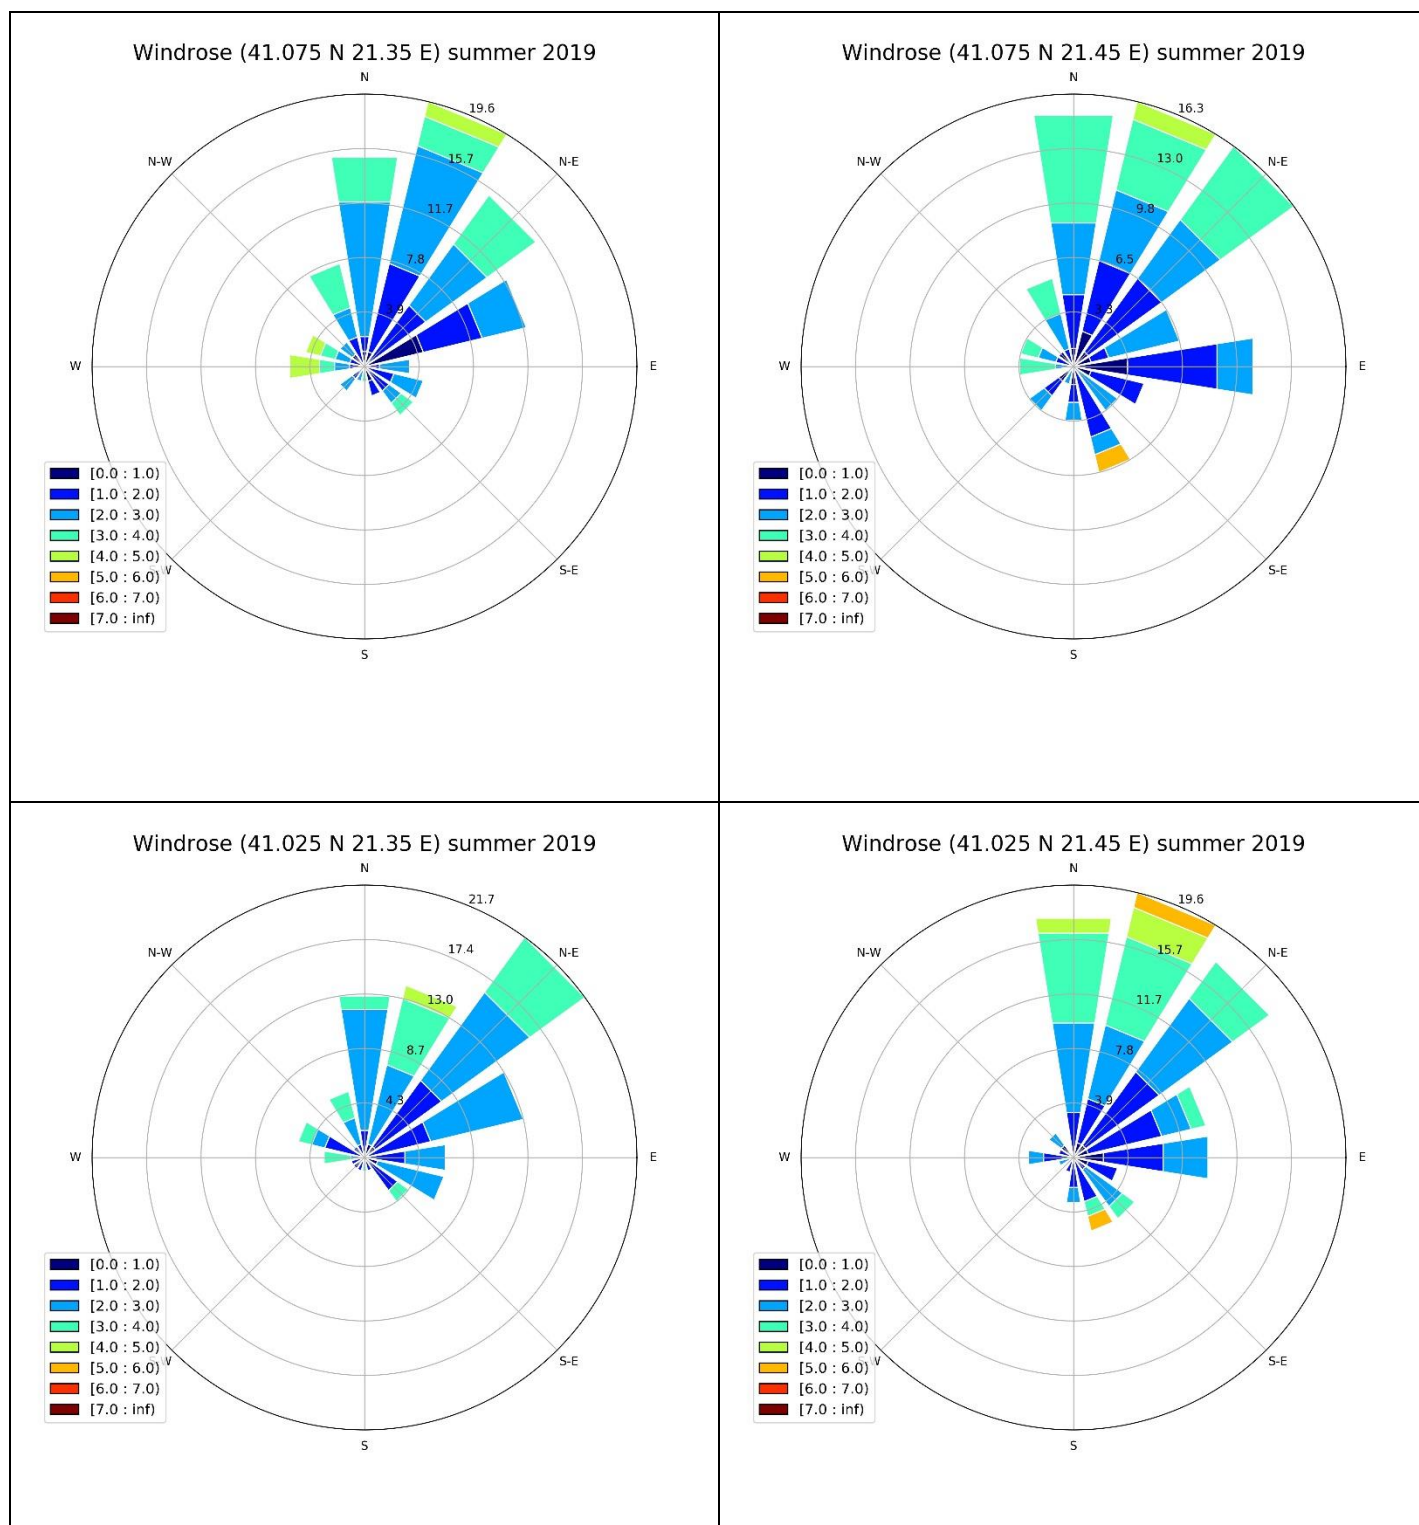 Windrose (41.075 N 21.35 E) summer 2019
N
19.6
N-W
15.7
N-E
11.7
7.8
3.9
W
E
[0.0 : 1.0)
[1.0 : 2.0)
[2.0 : 3.0)
[3.0 : 4.0)
[4.0 : 5.0)
[5.0 : 6.0)
[6.0 : 7.0)
[7.0 : inf)
S-W
S-E
S
Windrose (41.075 N 21.45 E) summer 2019
N
16.3
N-W
13.0
N-E
9.8
6.5
3.3
W
E
[0.0 : 1.0)
[1.0 : 2.0)
[2.0 : 3.0)
[3.0 : 4.0)
[4.0 : 5.0)
[5.0 : 6.0)
[6.0 : 7.0)
[7.0 : inf)
S-W
S-E
S
Windrose (41.025 N 21.35 E) summer 2019
N
21.7
N-W
17.4
N-E
13.0
8.7
4.3
W
E
[0.0 : 1.0)
[1.0 : 2.0)
[2.0 : 3.0)
[3.0 : 4.0)
[4.0 : 5.0)
[5.0 : 6.0)
[6.0 : 7.0)
[7.0 : inf)
S-W
S-E
S
Windrose (41.025 N 21.45 E) summer 2019
N
19.6
N-W
15.7
N-E
11.7
7.8
3.9
W
E
[0.0 : 1.0)
[1.0 : 2.0)
[2.0 : 3.0)
[3.0 : 4.0)
[4.0 : 5.0)
[5.0 : 6.0)
[6.0 : 7.0)
[7.0 : inf)
S-W
S-E
S